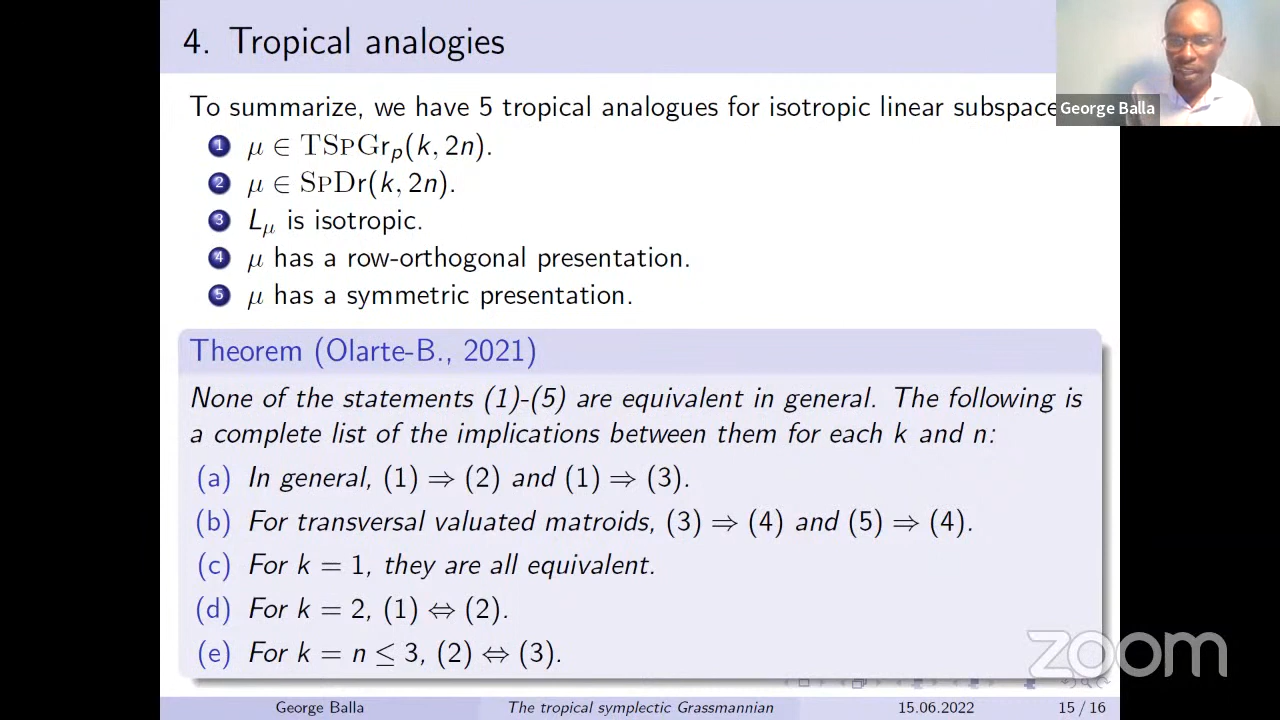 4. Tropical analogies
To summarize, we have 5 tropical analogues for isotropic linear subspace
George Balla
1 μ ∈ TSpGr_p(k, 2n).
2 μ ∈ SpDr(k, 2n).
3 L_μ is isotropic.
4 μ has a row-orthogonal presentation.
5 μ has a symmetric presentation.
Theorem (Olarte-B., 2021)
None of the statements (1)-(5) are equivalent in general. The following is
a complete list of the implications between them for each k and n:
(a) In general, (1) ⇒ (2) and (1) ⇒ (3).
(b) For transversal valuated matroids, (3) ⇒ (4) and (5) ⇒ (4).
(c) For k = 1, they are all equivalent.
(d) For k = 2, (1) ⇔ (2).
(e) For k = n ≤ 3, (2) ⇔ (3).
zoom
George Balla The tropical symplectic Grassmannian 15.06.2022 15 / 16